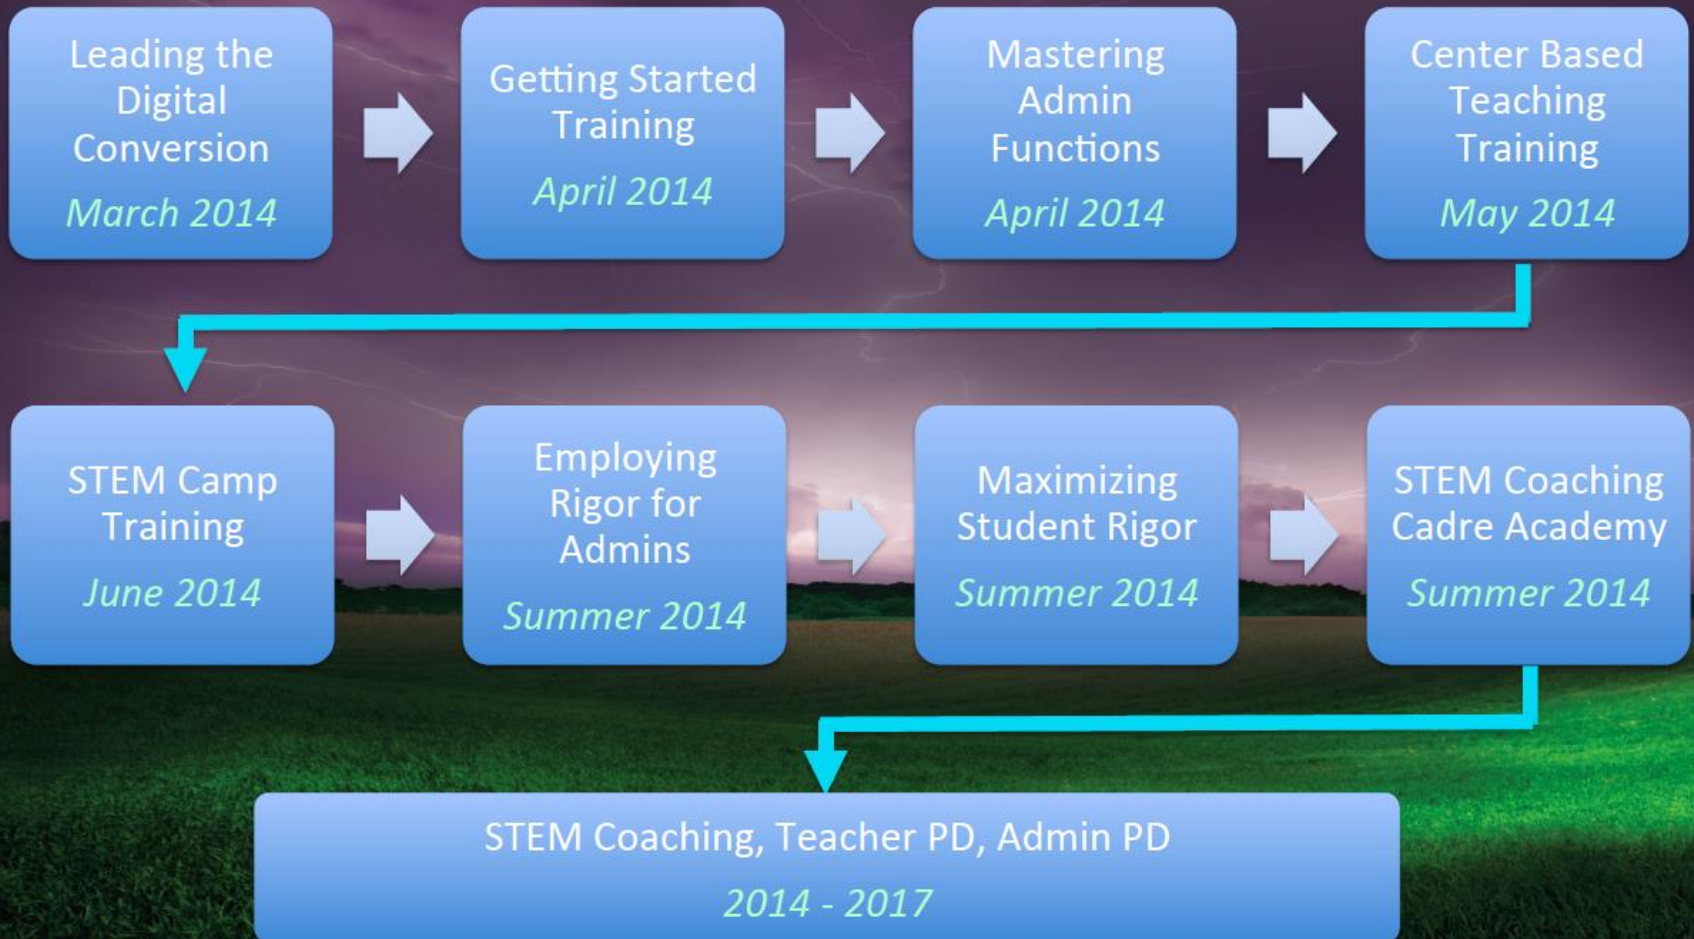 Leading the
Digital
Conversion
March 2014
Getting Started
Training
April 2014
Mastering
Admin
Functions
April 2014
Center Based
Teaching
Training
May 2014
STEM Camp
Training
June 2014
Employing
Rigor for
Admins
Summer 2014
Maximizing
Student Rigor
Summer 2014
STEM Coaching
Cadre Academy
Summer 2014
STEM Coaching, Teacher PD, Admin PD
2014 - 2017